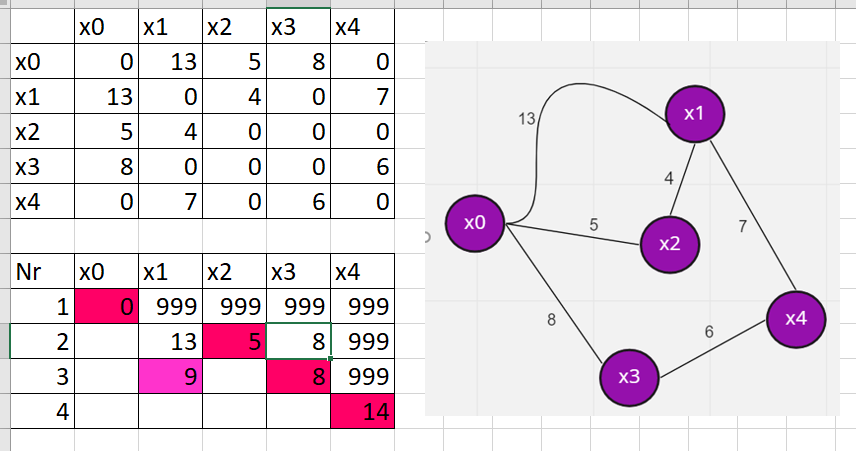 x0 x1 x2 x3 x4
x0 0 13 5 8 0
x1 13 0 4 0 7
x2 5 4 0 0 0
x3 8 0 0 0 6
x4 0 7 0 6 0
Nr x0 x1 x2 x3 x4
1 0 999 999 999 999
2 13 5 8 999
3 9 8 999
4 14
x1
13
4
x0
5
x2
7
8
6
x4
x3